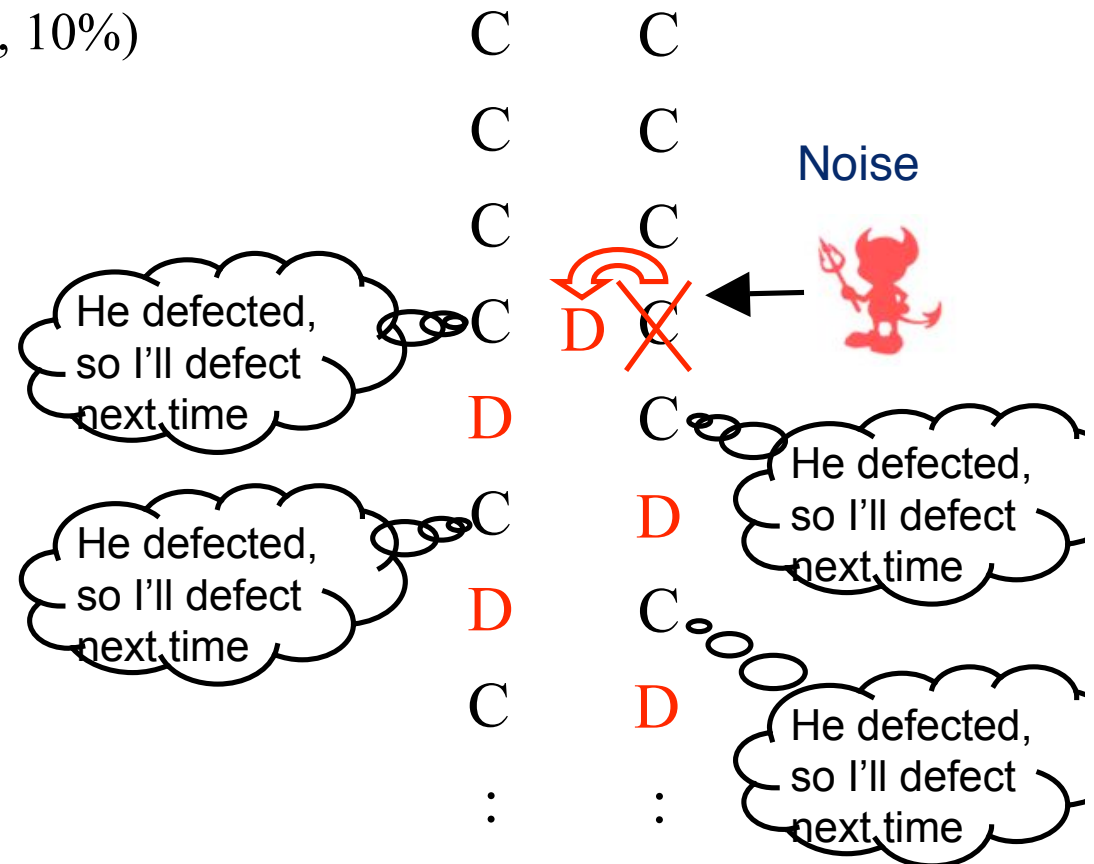 , 10%)
C C
C C
Noise
C C
He defected,
so I'll defect
next time
C D C
D C
He defected,
so I'll defect
next time
C D
He defected,
so I'll defect
next time
D C
C D
He defected,
so I'll defect
next time
: :